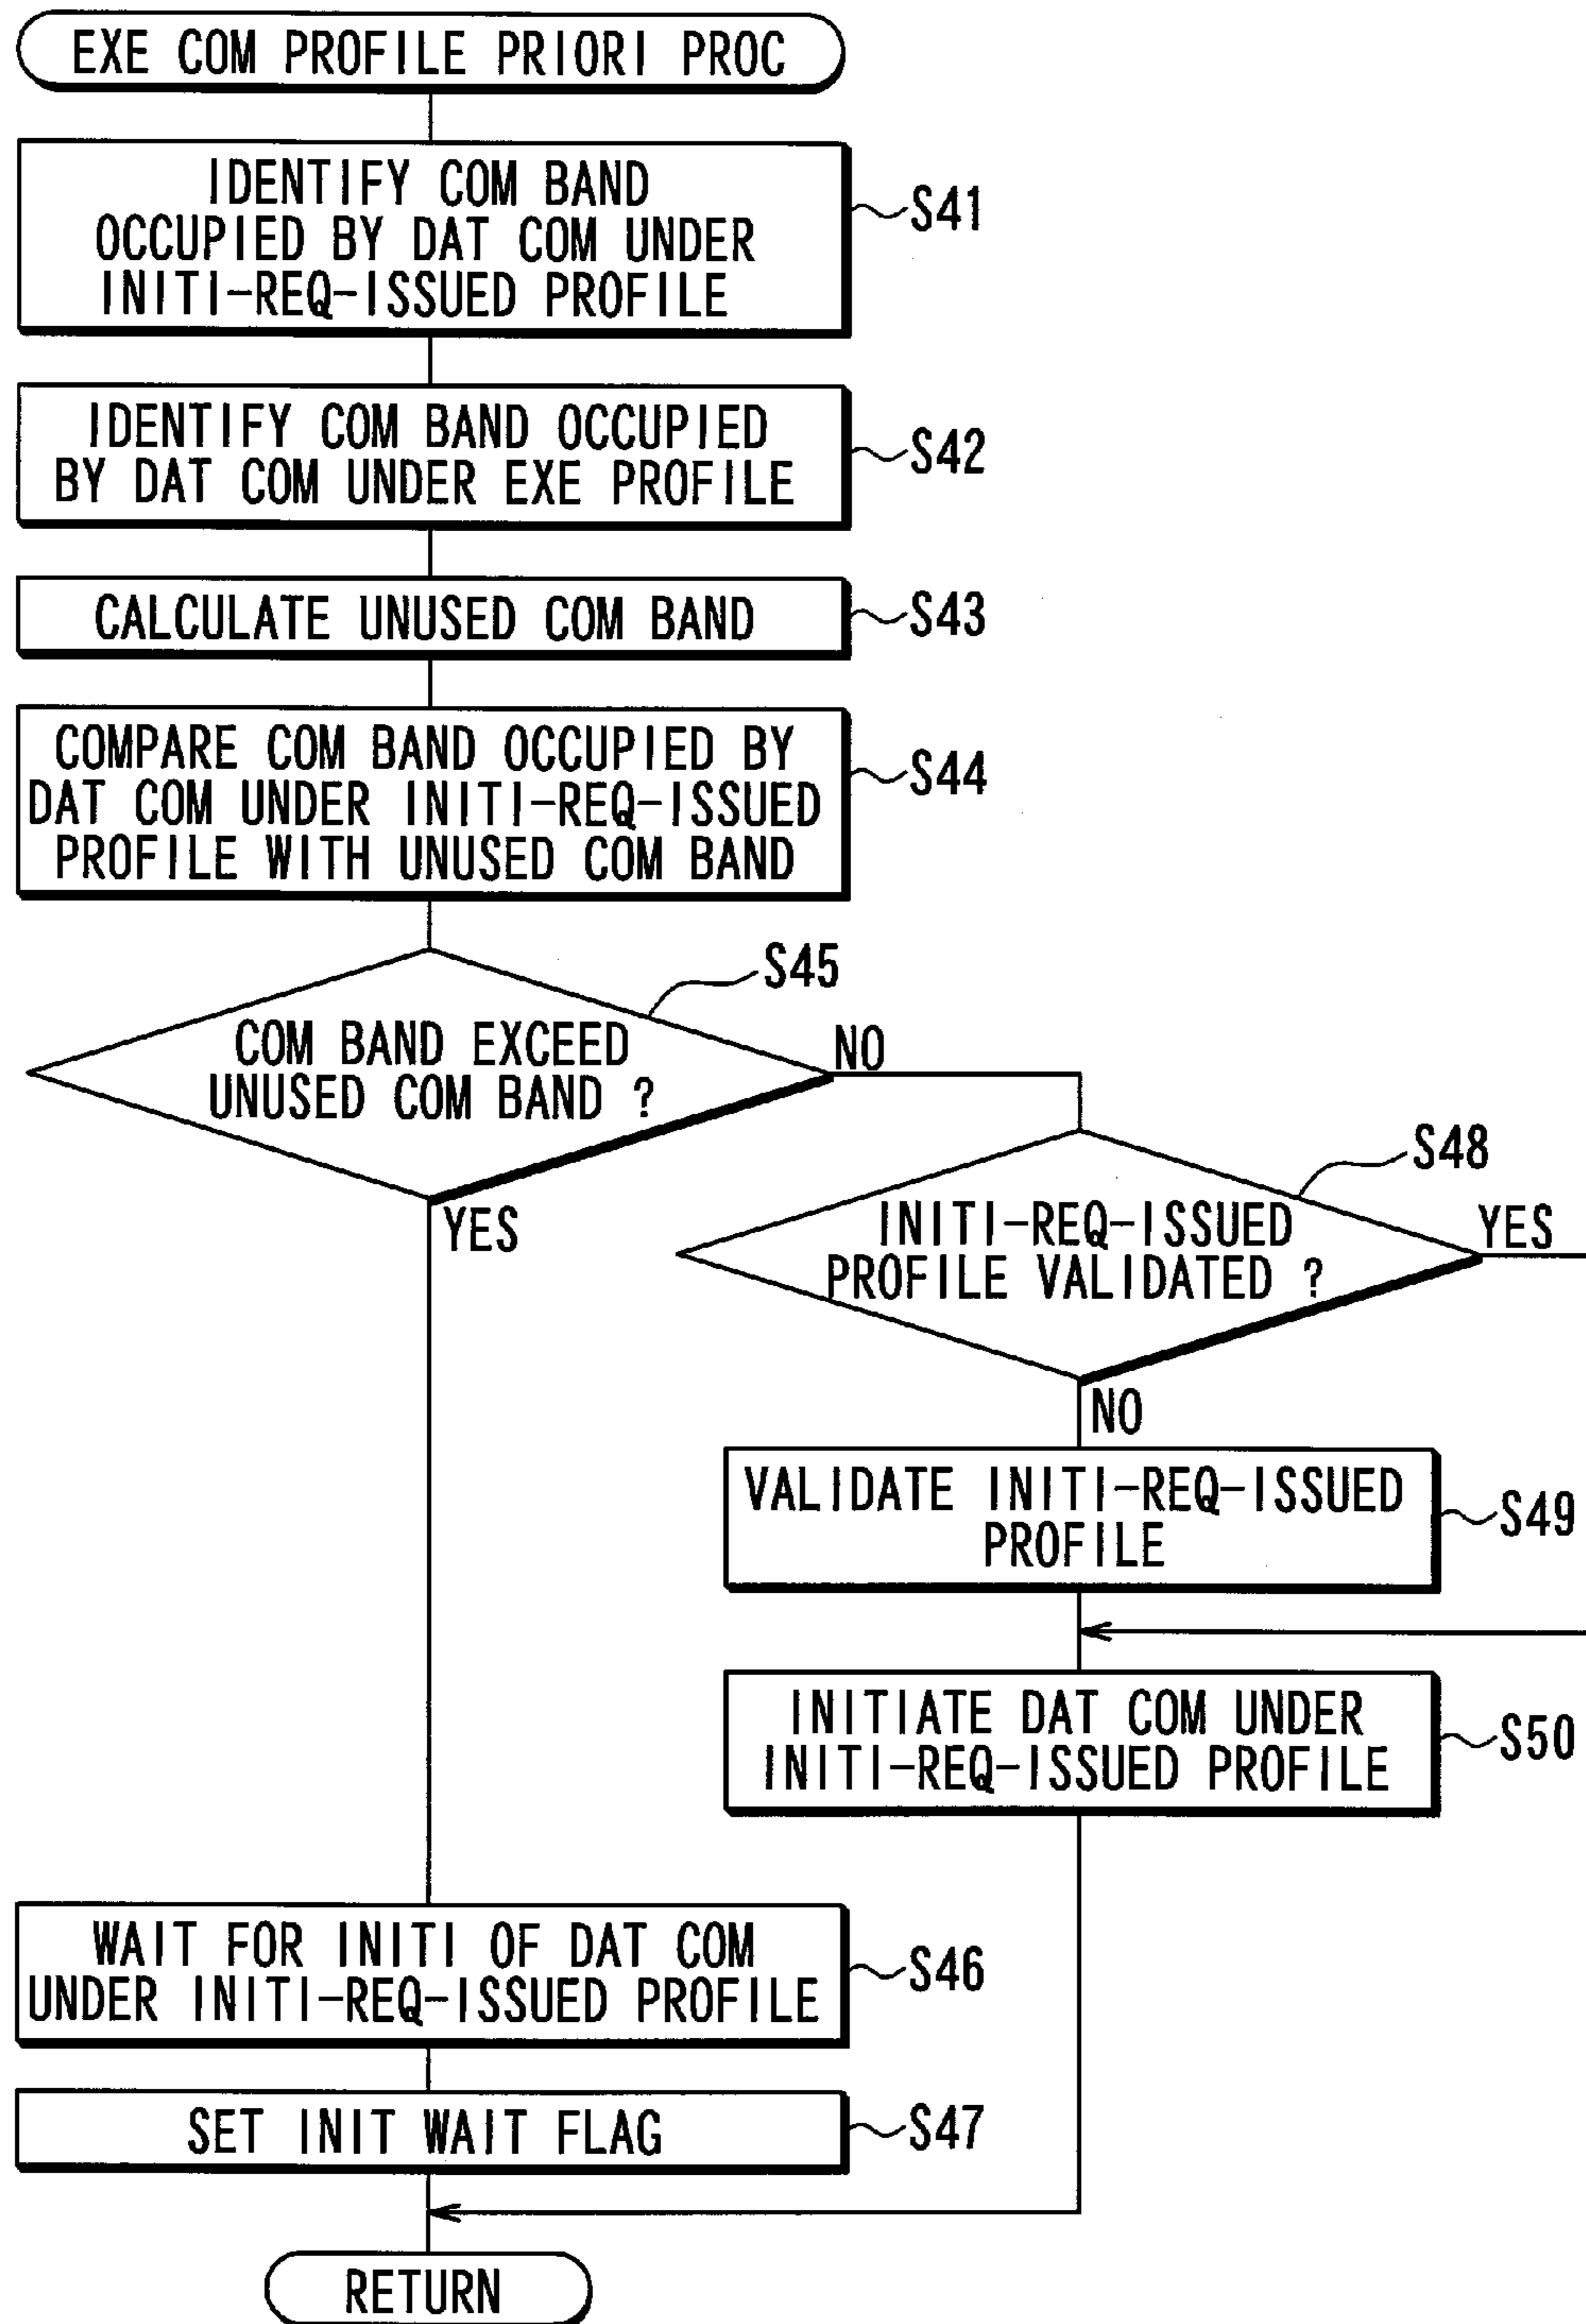 EXE COM PROFILE PRIORI PROC
IDENTIFY COM BAND
OCCUPIED BY DAT COM UNDER
INITI-REQ-ISSUED PROFILE
S41
IDENTIFY COM BAND OCCUPIED
BY DAT COM UNDER EXE PROFILE
S42
CALCULATE UNUSED COM BAND
S43
COMPARE COM BAND OCCUPIED BY
DAT COM UNDER INITI-REQ-ISSUED
PROFILE WITH UNUSED COM BAND
S44
S45
COM BAND EXCEED
UNUSED COM BAND ?
NO
YES
S48
INITI-REQ-ISSUED
PROFILE VALIDATED ?
YES
NO
VALIDATE INITI-REQ-ISSUED
PROFILE
S49
INITIATE DAT COM UNDER
INITI-REQ-ISSUED PROFILE
S50
WAIT FOR INITI OF DAT COM
UNDER INITI-REQ-ISSUED PROFILE
S46
SET INIT WAIT FLAG
S47
RETURN